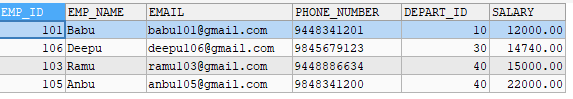 EMP_ID EMP_NAME EMAIL PHONE_NUMBER DEPART_ID SALARY
101 Babu babu101@gmail.com 9448341201 10 12000.00
106 Deepu deepu106@gmail.com 9845679123 30 14740.00
103 Ramu ramu103@gmail.com 9448886634 40 15000.00
105 Anbu anbu105@gmail.com 9848341200 40 22000.00